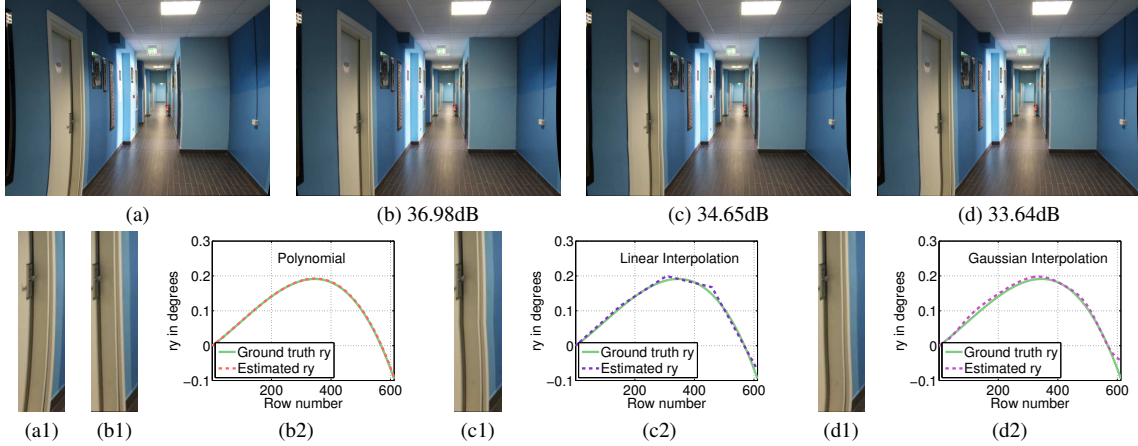 (a)
(b) 36.98dB
(c) 34.65dB
(d) 33.64dB
0.3
0.2
0.1
0
−0.1
200
400
600
ry in degrees
Row number
Polynomial
Ground truth ry
Estimated ry
0.3
0.2
0.1
0
−0.1
200
400
600
ry in degrees
Row number
Linear Interpolation
Ground truth ry
Estimated ry
0.3
0.2
0.1
0
−0.1
200
400
600
ry in degrees
Row number
Gaussian Interpolation
Ground truth ry
Estimated ry
(a1)
(b1)
(b2)
(c1)
(c2)
(d1)
(d2)